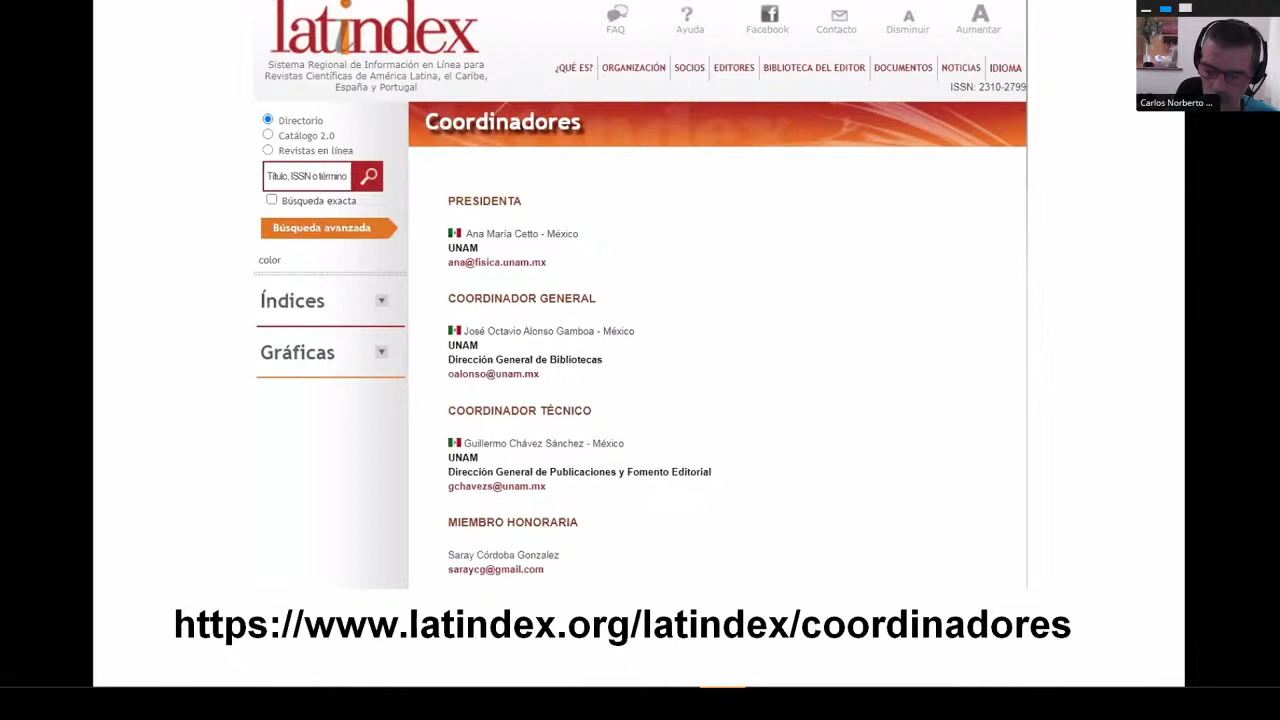 latindex
Sistema Regional de Información en Línea para
Revistas Científicas de América Latina, el Caribe,
España y Portugal
FAQ
Ayuda
Facebook
Contacto
Disminuir
Aumentar
¿QUÉ ES? ORGANIZACIÓN SOCIOS EDITORES BIBLIOTECA DEL EDITOR DOCUMENTOS NOTICIAS IDIOMA
ISSN: 2310-2799
Carlos Norberto ...
Directorio
Catálogo 2.0
Revistas en línea
Título, ISSN o término
Búsqueda exacta
Búsqueda avanzada
color
Índices
Gráficas
Coordinadores
PRESIDENTA
Ana María Cetto - México
UNAM
ana@fisica.unam.mx
COORDINADOR GENERAL
José Octavio Alonso Gamboa - México
UNAM
Dirección General de Bibliotecas
oalonso@unam.mx
COORDINADOR TÉCNICO
Guillermo Chávez Sánchez - México
UNAM
Dirección General de Publicaciones y Fomento Editorial
gchavezs@unam.mx
MIEMBRO HONORARIA
Saray Córdoba Gonzalez
saraycg@gmail.com
https://www.latindex.org/latindex/coordinadores